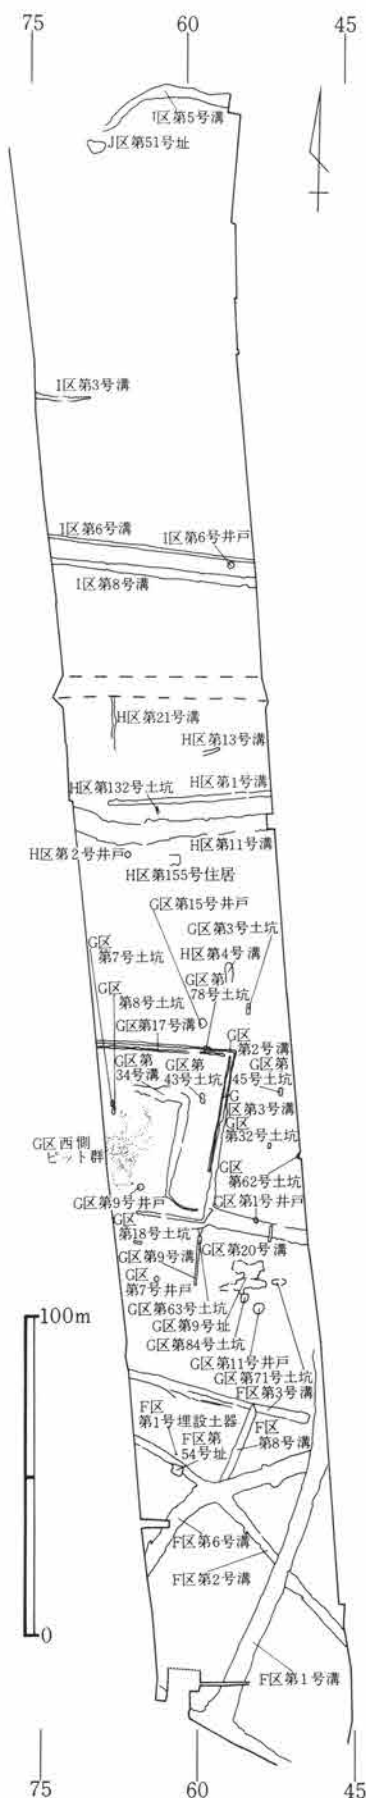 75
60
45
J区第5号溝
J区第51号址
I区第3号溝
I区第6号溝
I区第6号井戸
I区第8号溝
H区第21号溝
H区第13号溝
H区第132号土坑
H区第1号溝
H区第11号溝
H区第2号井戸
H区第155号住居
G区第15号井戸
G区第3号土坑
G区
第7号土坑
H区第4号溝
G区第
78号土坑
G区
第8号土坑
G区第17号溝
G区
第2号溝
G区第
34号溝
G区第
43号土坑
G区第
45号土坑
G
区第3号溝
G区
第32号土坑
G区西側
ピット群
G区
第62号土坑
G区第9号井戸
G区第1号井戸
G区
第18号土坑
G区第9号溝
G区第20号溝
G区
第7号井戸
G区第63号土坑
G区第9号址
G区第84号土坑
G区第11号井戸
G区第71号土坑
F区第3号溝
F区
第1号埋設土器
F区
第8号溝
F区第
54号址
F区第6号溝
F区第2号溝
F区第1号溝
100m
0
75
60
45